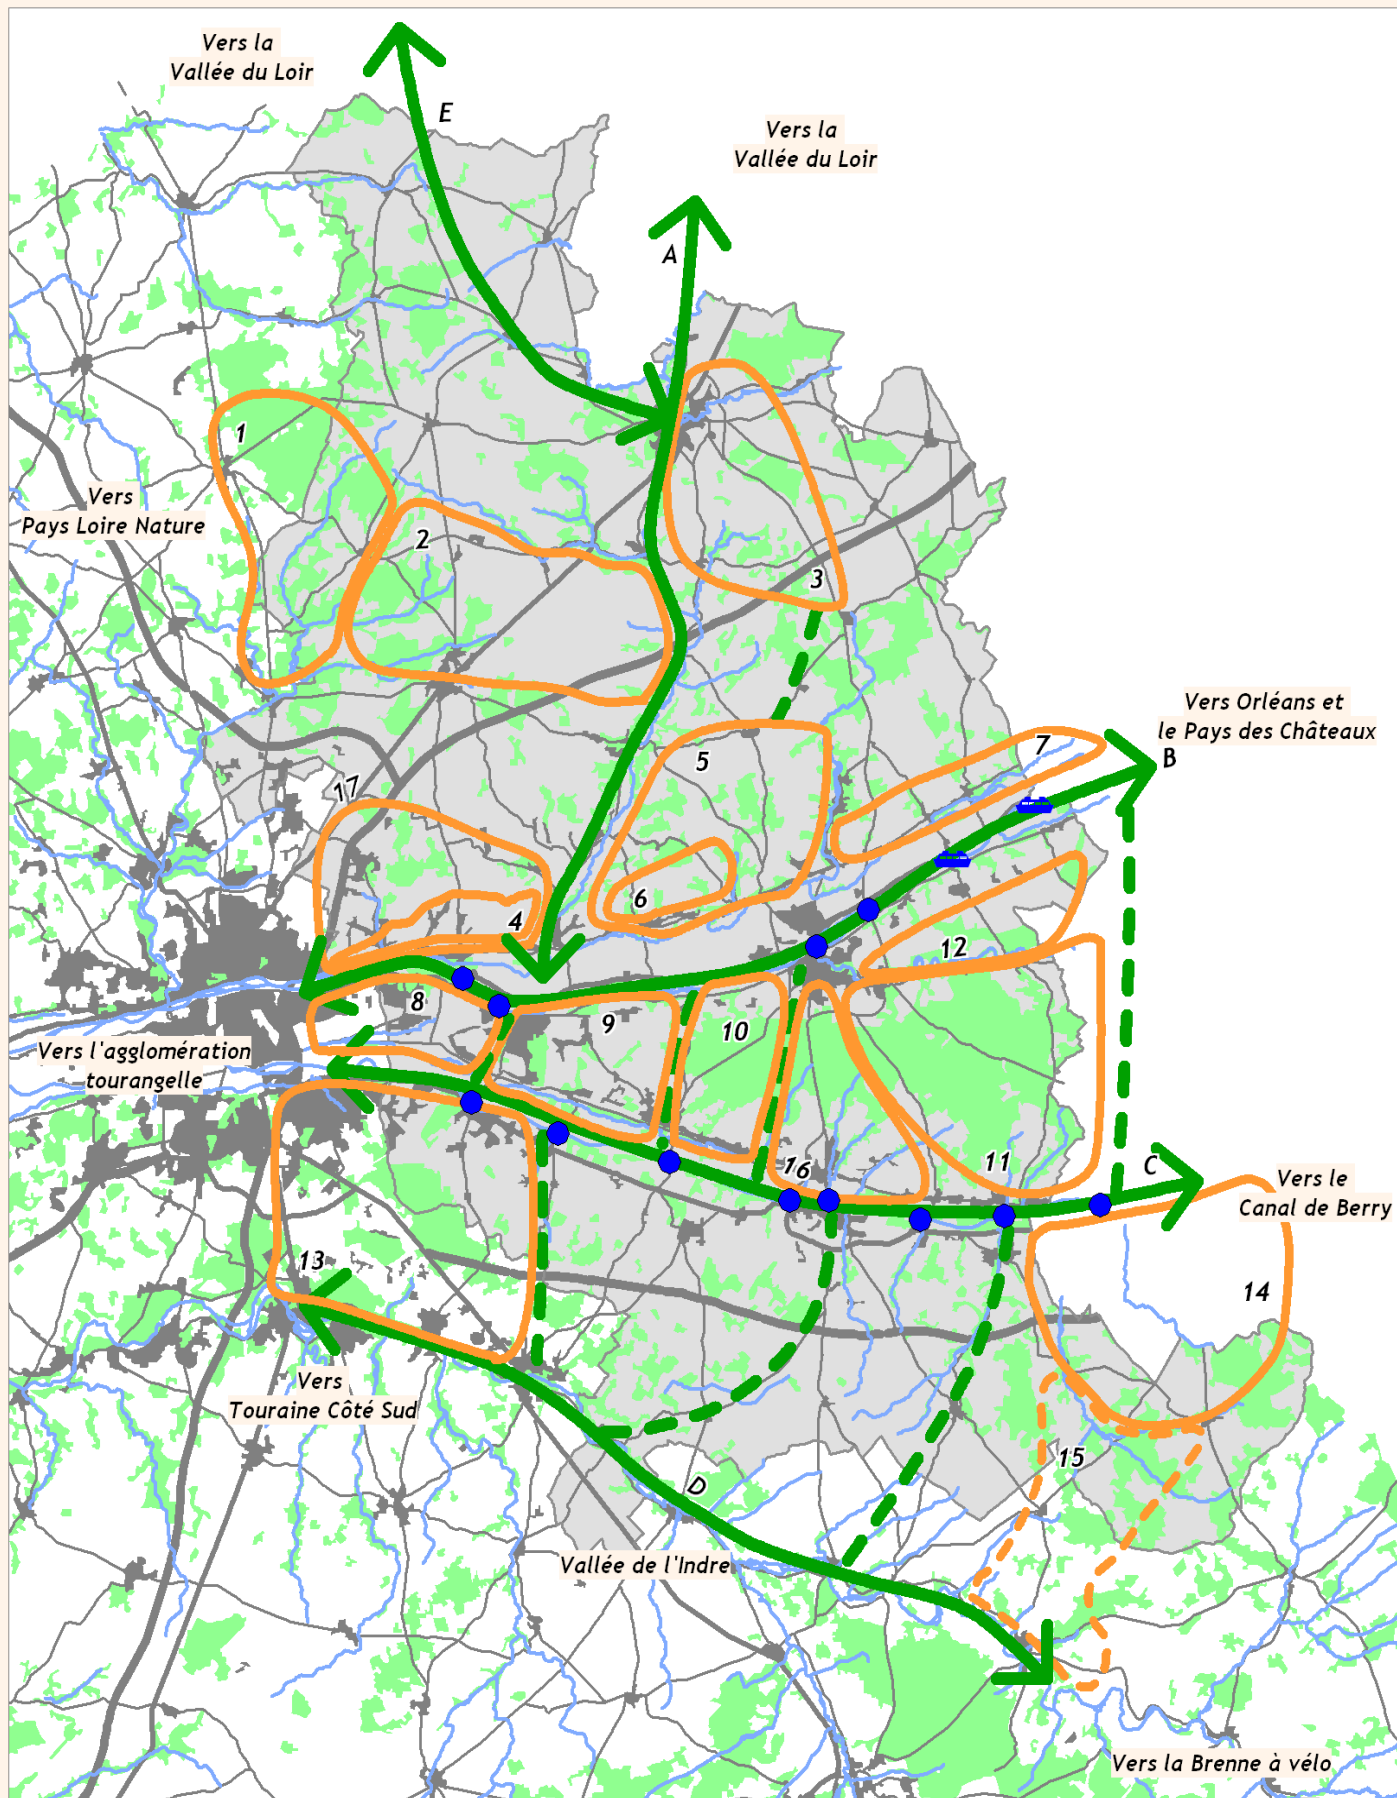 Vers la
Vallée du Loir
E
Vers la
Vallée du Loir
A
1
Vers
Pays Loire Nature
2
3
Vers Orléans et
le Pays des Châteaux
7
B
5
17
6
4
12
8
9
10
Vers l'agglomération
tourangelle
16
11
C
Vers le
Canal de Berry
13
14
Vers
Touraine Côté Sud
15
D
Vallée de l'Indre
Vers la Brenne à vélo